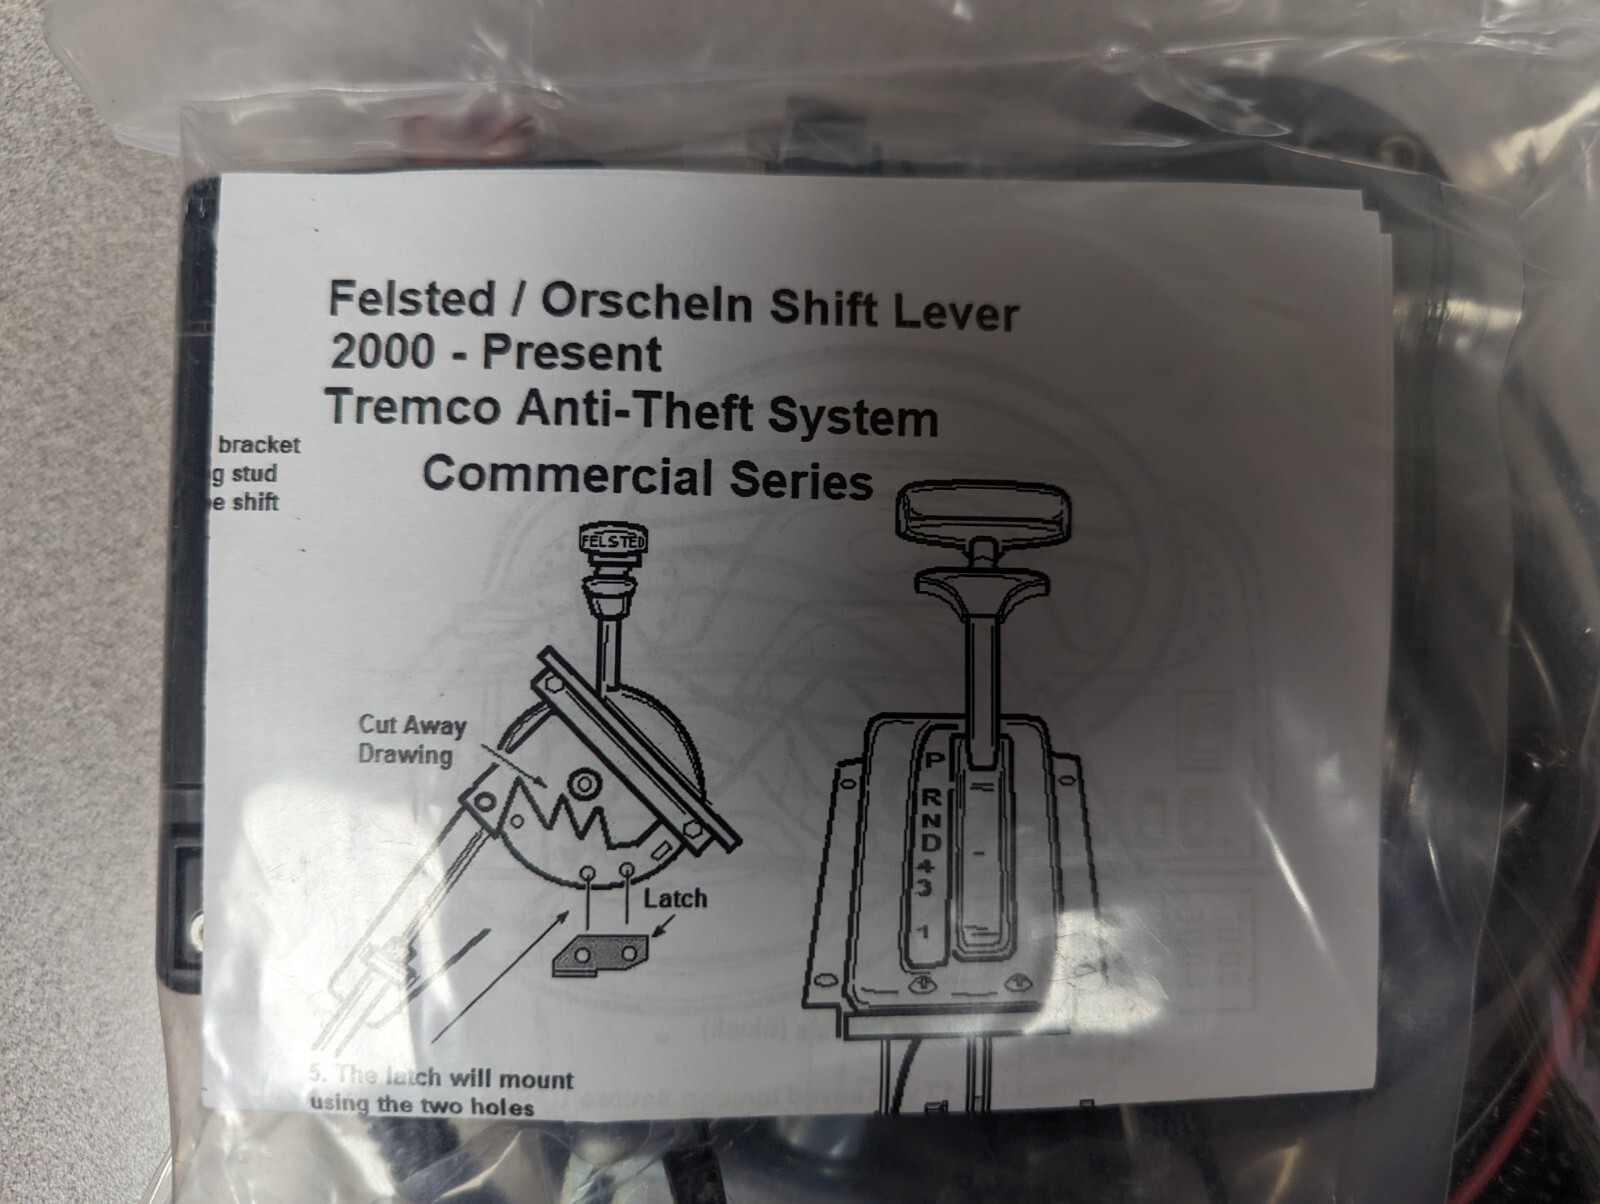 Felsted / Orscheln Shift Lever
2000 - Present
Tremco Anti-Theft System
Commercial Series
bracket
g stud
e shift
FELSTED
Cut Away
Drawing
P
R
N
D
4
3
1
Latch
5. The latch will mount
using the two holes